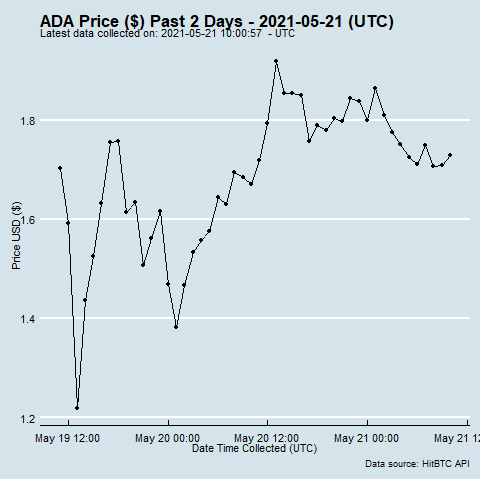 ADA Price ($) Past 2 Days - 2021-05-21 (UTC)
Latest data collected on: 2021-05-21 10:00:57 - UTC
1.8
1.6
1.4
1.2
Price USD ($)
May 19 12:00 May 20 00:00 May 20 12:00 May 21 00:00 May 21 12
Date Time Collected (UTC)
Data source: HitBTC API